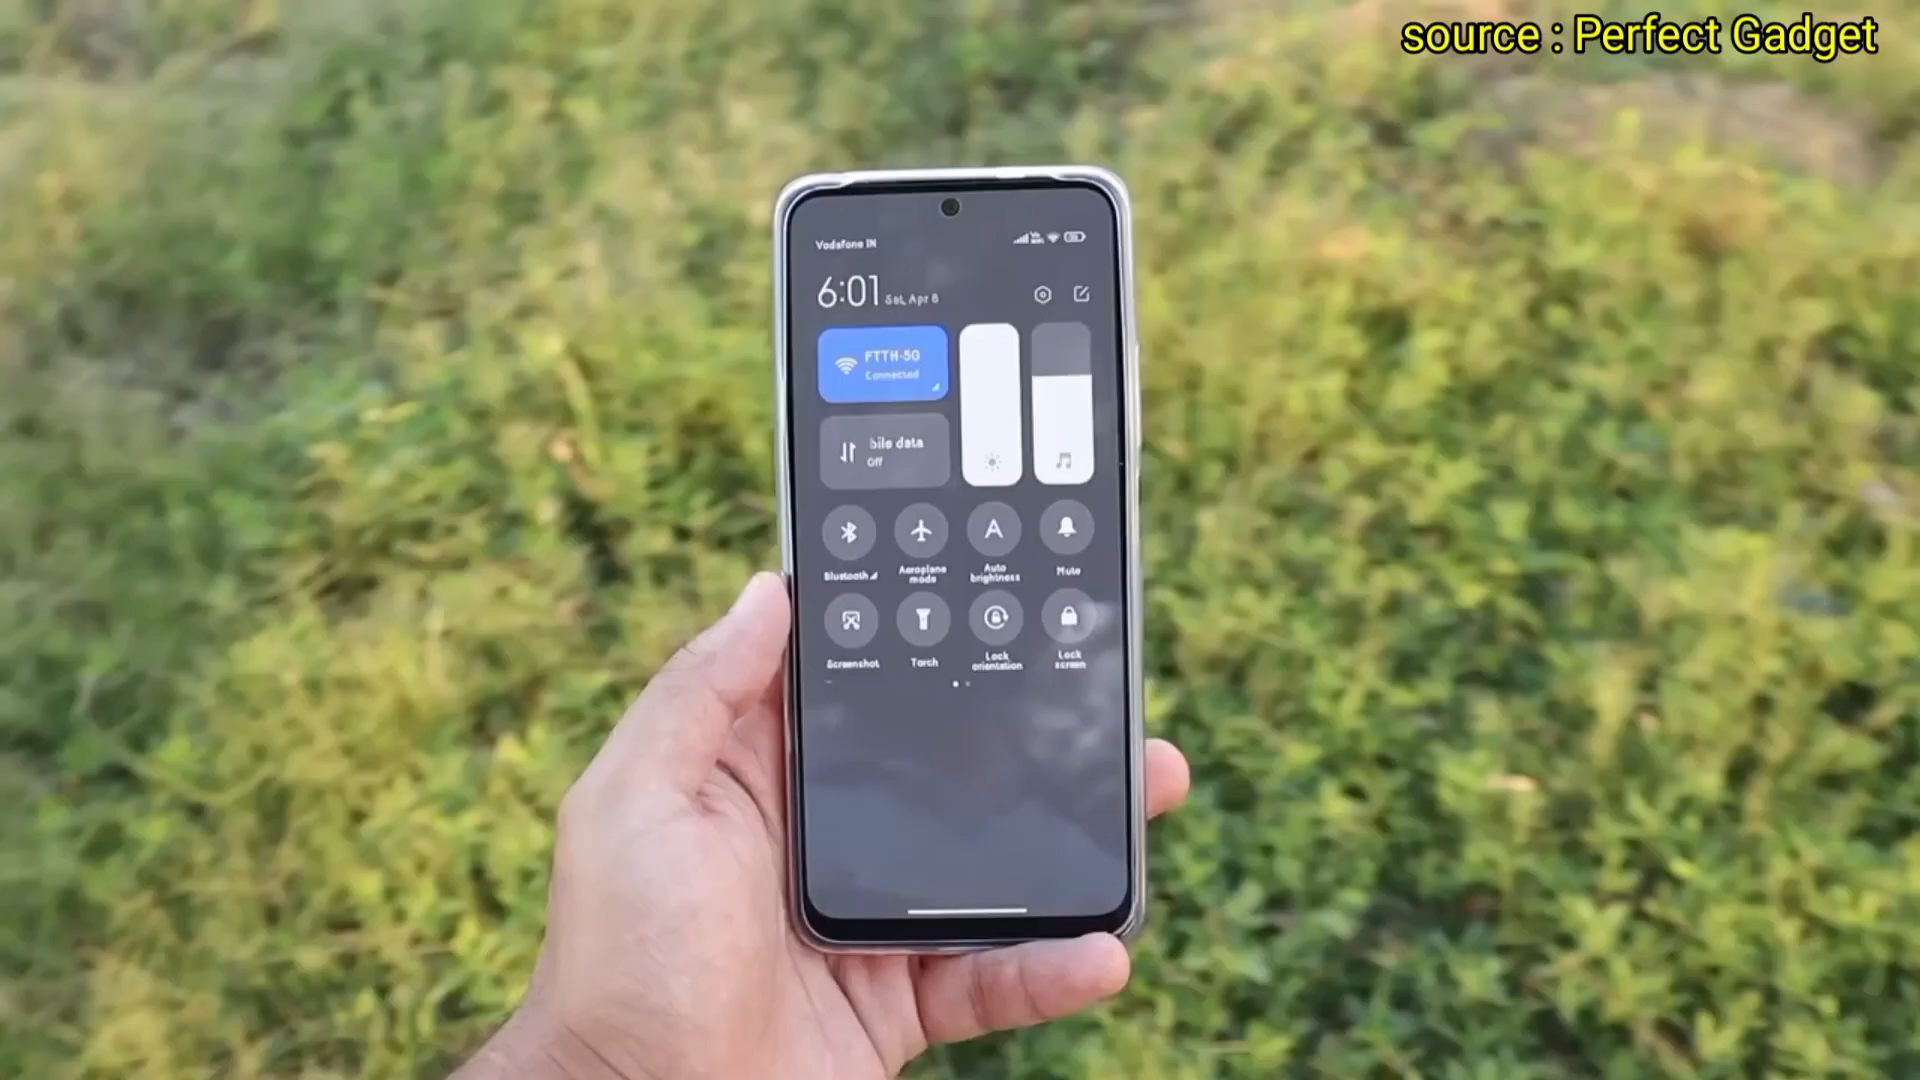 source : Perfect Gadget
Vodafone IN
6:01 Sat, Apr 8
FTTH-5G
Connected
bile data
Off
Bluetooth
Aeroplane
mode
Auto
brightness
Mute
Screenshot
Torch
Lock
orientation
Lock
screen